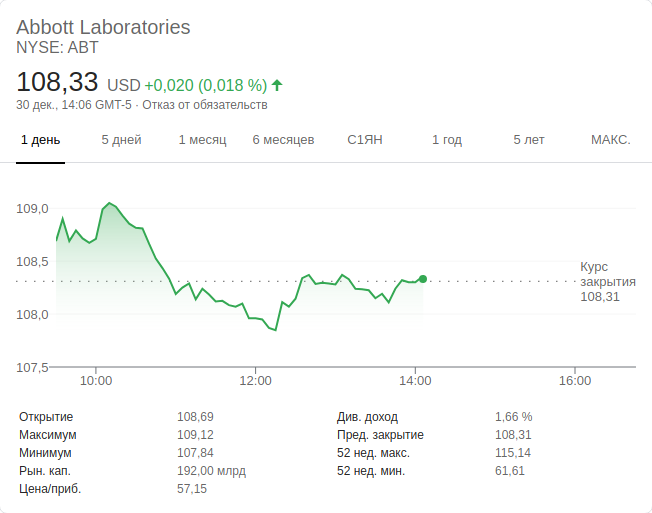 Abbott Laboratories
NYSE: ABT
108,33 USD +0,020 (0,018 %)
30 дек., 14:06 GMT-5 · Отказ от обязательств
1 день 5 дней 1 месяц 6 месяцев С1ЯН 1 год 5 лет МАКС.
109,0
108,5
Курс
закрытия
108,31
108,0
107,5
10:00 12:00 14:00 16:00
Открытие 108,69 Див. доход 1,66 %
Максимум 109,12 Пред. закрытие 108,31
Минимум 107,84 52 нед. макс. 115,14
Рын. кап. 192,00 млрд 52 нед. мин. 61,61
Цена/приб. 57,15